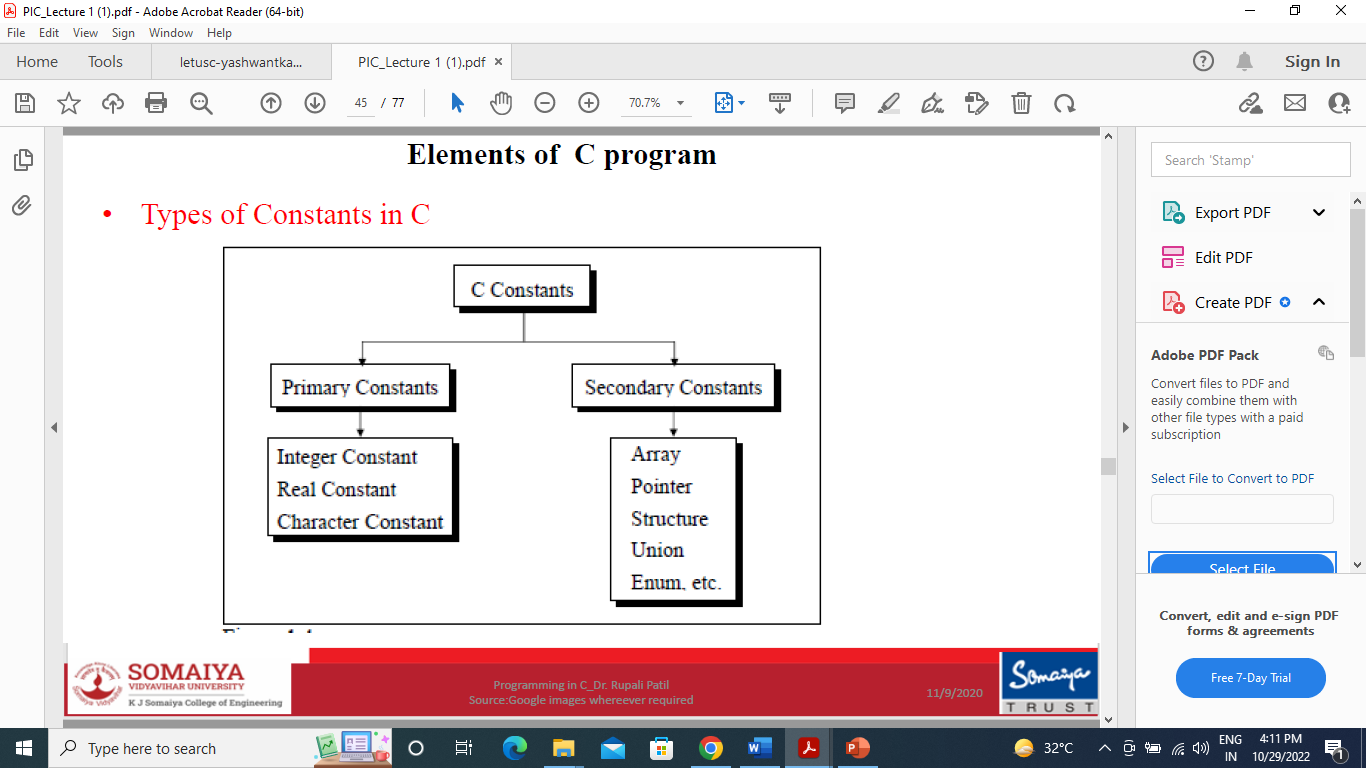 PIC_Lecture 1 (1).pdf - Adobe Acrobat Reader (64-bit)
File Edit View Sign Window Help
Home Tools letusc-yashwantka... PIC_Lecture 1 (1).pdf × Sign In
45 / 77 70.7%
Elements of C program
• Types of Constants in C
C Constants
Primary Constants Secondary Constants
Integer Constant
Real Constant
Character Constant
Array
Pointer
Structure
Union
Enum, etc.
SOMAIYA
VIDYAVIHAR UNIVERSITY
K J Somaiya College of Engineering
Programming in C_Dr. Rupali Patil
Source:Google images whereever required
11/9/2020
Somaiya
TRUST
Search 'Stamp'
Export PDF
Edit PDF
Create PDF
Adobe PDF Pack
Convert files to PDF and
easily combine them with
other file types with a paid
subscription
Select File to Convert to PDF
Select File
Convert, edit and e-sign PDF
forms & agreements
Free 7-Day Trial
Type here to search
32°C
ENG
IN
4:11 PM
10/29/2022
1